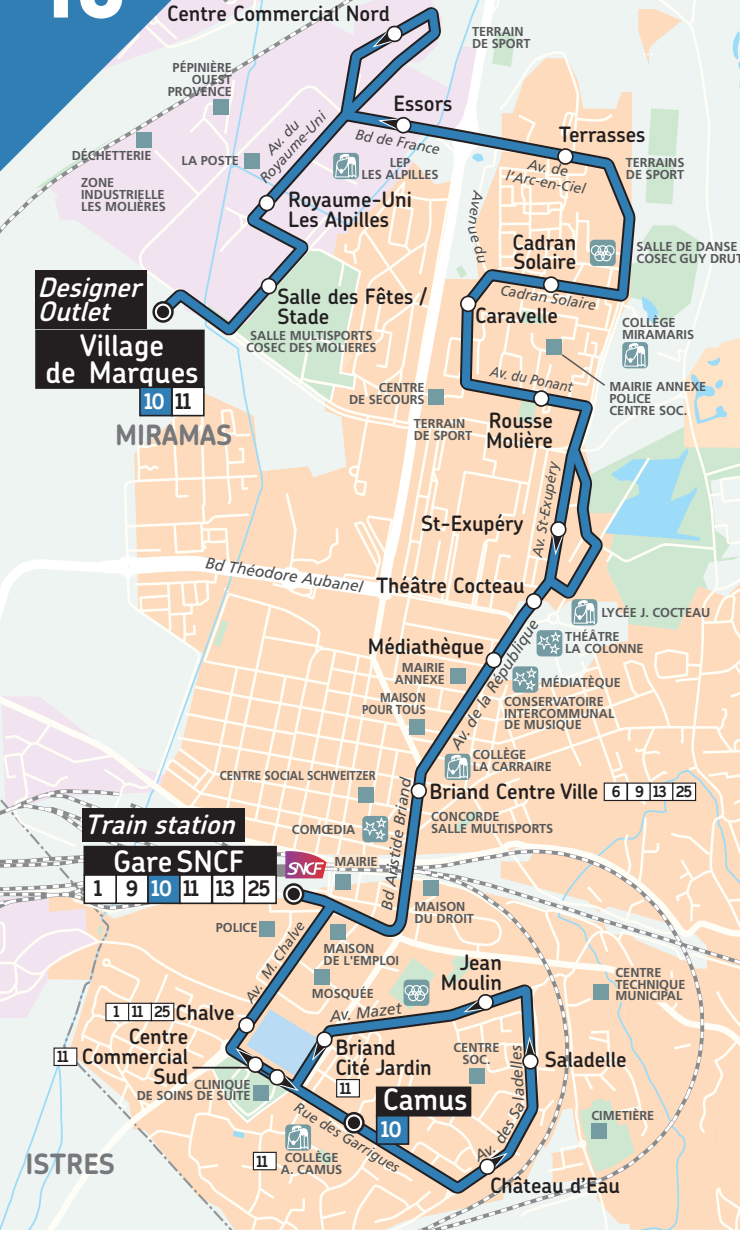 10
Centre Commercial Nord
TERRAIN
DE SPORT
PÉPINIÈRE
OUEST
PROVENCE
Essors
Bd de France
Av. du
Royaume-Uni
DÉCHETTERIE
LA POSTE
LEP
LES ALPILLES
Terrasses
Av. de
l'Arc-en-Ciel
TERRAINS
DE SPORT
ZONE
INDUSTRIELLE
LES MOLIÈRES
Royaume-Uni
Les Alpilles
Avenue du
Cadran
Solaire
SALLE DE DANSE
COSEC GUY DRUT
Designer
Outlet
Village
de Marques
10 11
MIRAMAS
Salle des Fêtes /
Stade
SALLE MULTISPORTS
COSEC DES MOLIERES
Cadran Solaire
Caravelle
COLLÈGE
MIRAMARIS
Av. du Ponant
MAIRIE ANNEXE
POLICE
CENTRE SOC.
CENTRE
DE SECOURS
TERRAIN
DE SPORT
Rousse
Molière
Av. St-Exupéry
St-Exupéry
Bd Théodore Aubanel
Théâtre Cocteau
LYCÉE J. COCTEAU
THÉÂTRE
LA COLONNE
Médiathèque
MAIRIE
ANNEXE
MÉDIATÈQUE
MAISON
POUR TOUS
Av. de la République
CONSERVATOIRE
INTERCOMMUNAL
DE MUSIQUE
COLLÈGE
LA CARRAIRE
CENTRE SOCIAL SCHWEITZER
Briand Centre Ville 6 9 13 25
Bd Aristide Briand
CONCORDE
SALLE MULTISPORTS
COMŒDIA
Train station
Gare SNCF
1 9 10 11 13 25
SNCF
MAIRIE
MAISON
DU DROIT
POLICE
Av. M. Chalve
MAISON
DE L'EMPLOI
MOSQUÉE
Jean
Moulin
CENTRE
TECHNIQUE
MUNICIPAL
1 11 25 Chalve
Av. Mazet
11 Centre
Commercial
Sud
Briand
Cité Jardin
11
CENTRE
SOC.
Saladelle
Av. des Saladelles
CLINIQUE
DE SOINS DE SUITE
Camus
10
Rue des Garrigues
CIMETIÈRE
11 COLLÈGE
A. CAMUS
ISTRES
Château d'Eau